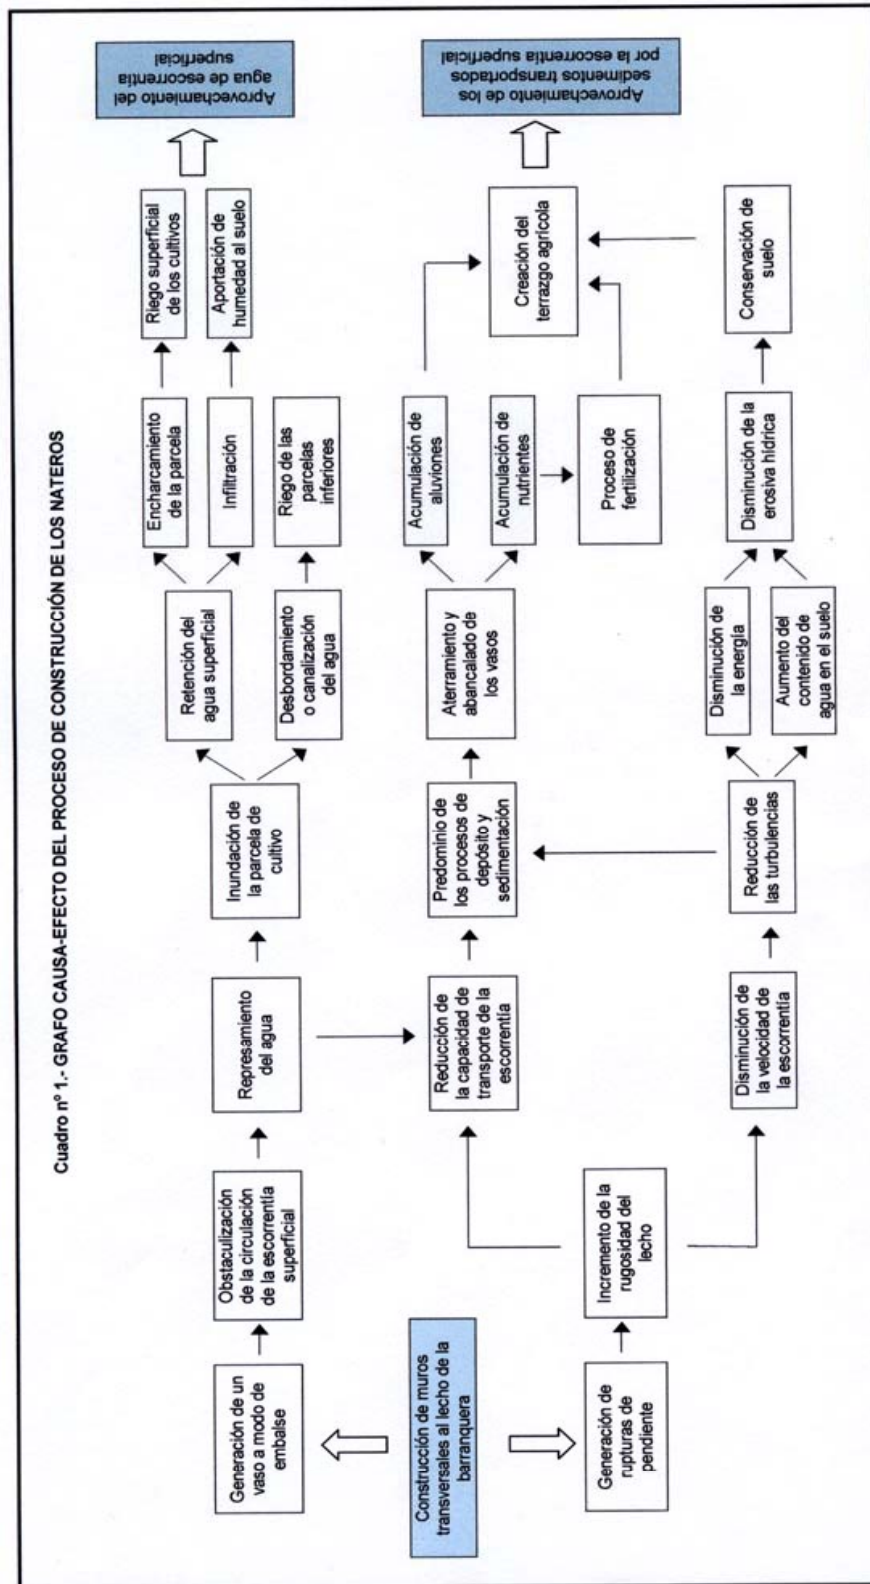 Cuadro nº 1.- GRAFO CAUSA-EFECTO DEL PROCESO DE CONSTRUCCIÓN DE LOS NATEROS
Generación de un
vaso a modo de
embalse
Obstaculización
de la circulación
de la escorrentía
superficial
Represamiento
del agua
Inundación de
la parcela de
cultivo
Retención del
agua superficial
Desbordamiento
o canalización
del agua
Encharcamiento
de la parcela
Infiltración
Riego de las
parcelas
inferiores
Riego superficial
de los cultivos
Aportación de
humedad al suelo
Aprovechamiento del
agua de escorrentía
superficial
Construcción de muros
transversales al lecho de la
barranquera
Reducción de
la capacidad de
transporte de la
escorrentía
Predominio de
los procesos de
depósito y
sedimentación
Aterramiento y
abancalado de
los vasos
Acumulación de
aluviones
Acumulación de
nutrientes
Proceso de
fertilización
Creación del
terrazgo agrícola
Aprovechamiento de los
sedimentos transportados
por la escorrentía superficial
Generación de
rupturas de
pendiente
Incremento de la
rugosidad del
lecho
Disminución de
la velocidad de
la escorrentía
Reducción de
las turbulencias
Disminución de
la energía
Aumento del
contenido de
agua en el suelo
Disminución de la
erosiva hídrica
Conservación de
suelo